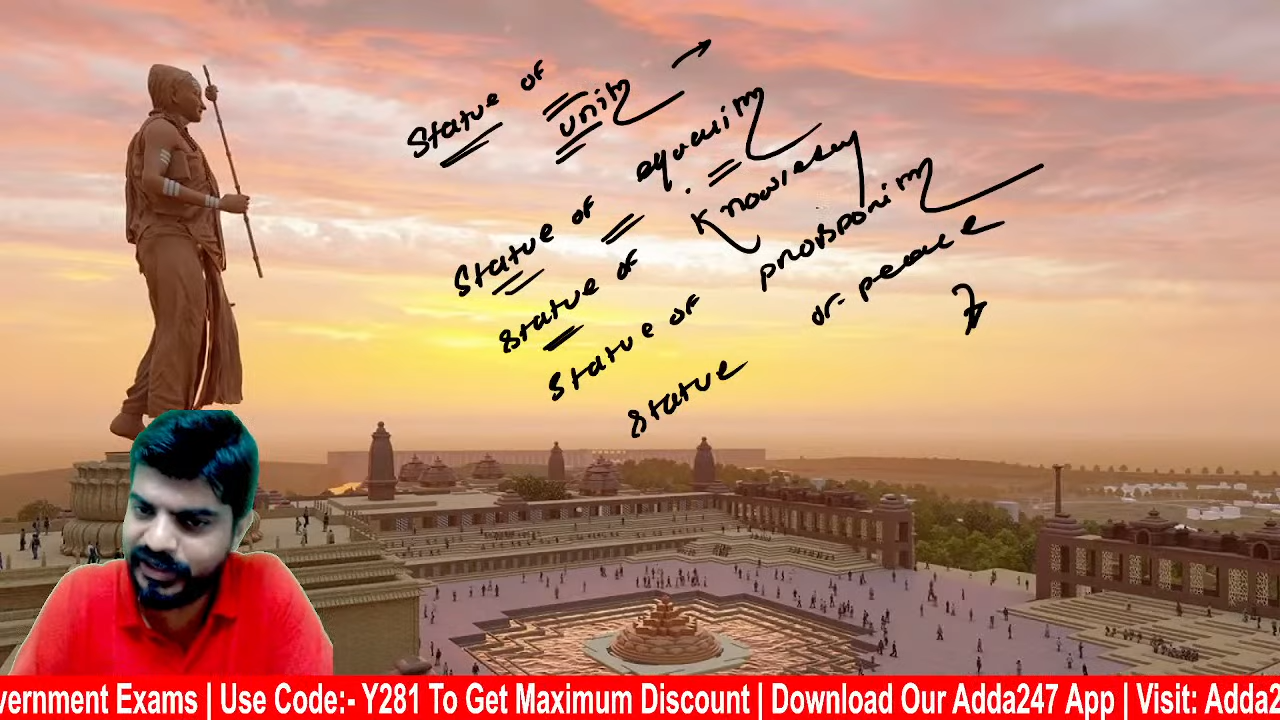 Statue of unity
Statue of equality
Statue of Knowledge
Statue of prosperity
or peace
Statue
vernment Exams | Use Code:- Y281 To Get Maximum Discount | Download Our Adda247 App | Visit: Adda2